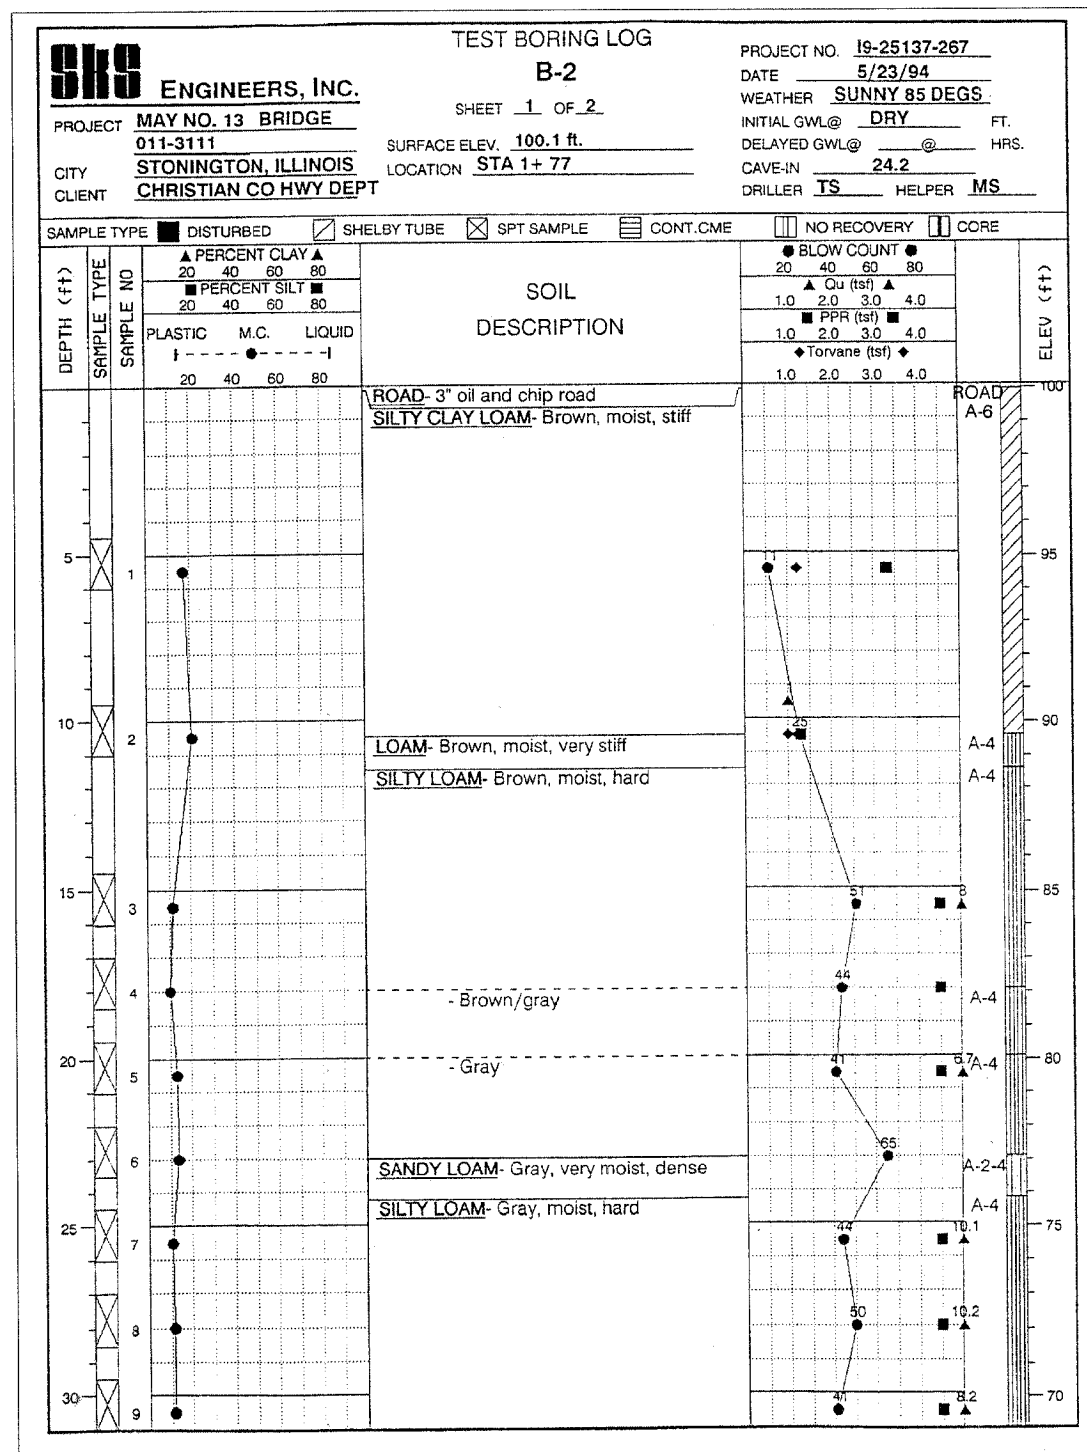 SKS ENGINEERS, INC.
TEST BORING LOG
B-2
SHEET 1 OF 2
PROJECT MAY NO. 13 BRIDGE
011-3111
CITY STONINGTON, ILLINOIS
CLIENT CHRISTIAN CO HWY DEPT
SURFACE ELEV. 100.1 ft.
LOCATION STA 1+ 77
PROJECT NO. I9-25137-267
DATE 5/23/94
WEATHER SUNNY 85 DEGS
INITIAL GWL@ DRY FT.
DELAYED GWL@ @ HRS.
CAVE-IN 24.2
DRILLER TS HELPER MS
SAMPLE TYPE DISTURBED SHELBY TUBE SPT SAMPLE CONT.CME NO RECOVERY CORE
DEPTH (ft)
SAMPLE TYPE
SAMPLE NO
PERCENT CLAY
20 40 60 80
PERCENT SILT
20 40 60 80
PLASTIC M.C. LIQUID
20 40 60 80
SOIL
DESCRIPTION
BLOW COUNT
20 40 60 80
Qu (tsf)
1.0 2.0 3.0 4.0
PPR (tsf)
1.0 2.0 3.0 4.0
Torvane (tsf)
1.0 2.0 3.0 4.0
ELEV (ft)
ROAD- 3" oil and chip road
ROAD
100
SILTY CLAY LOAM- Brown, moist, stiff
A-6
5
1
95
10
2
25
90
LOAM- Brown, moist, very stiff
A-4
SILTY LOAM- Brown, moist, hard
A-4
15
3
51
8
85
4
44
- Brown/gray
A-4
20
5
41
6.7
80
- Gray
A-4
6
65
SANDY LOAM- Gray, very moist, dense
A-2-4
SILTY LOAM- Gray, moist, hard
A-4
25
7
44
10.1
75
8
50
10.2
30
9
41
8.2
70